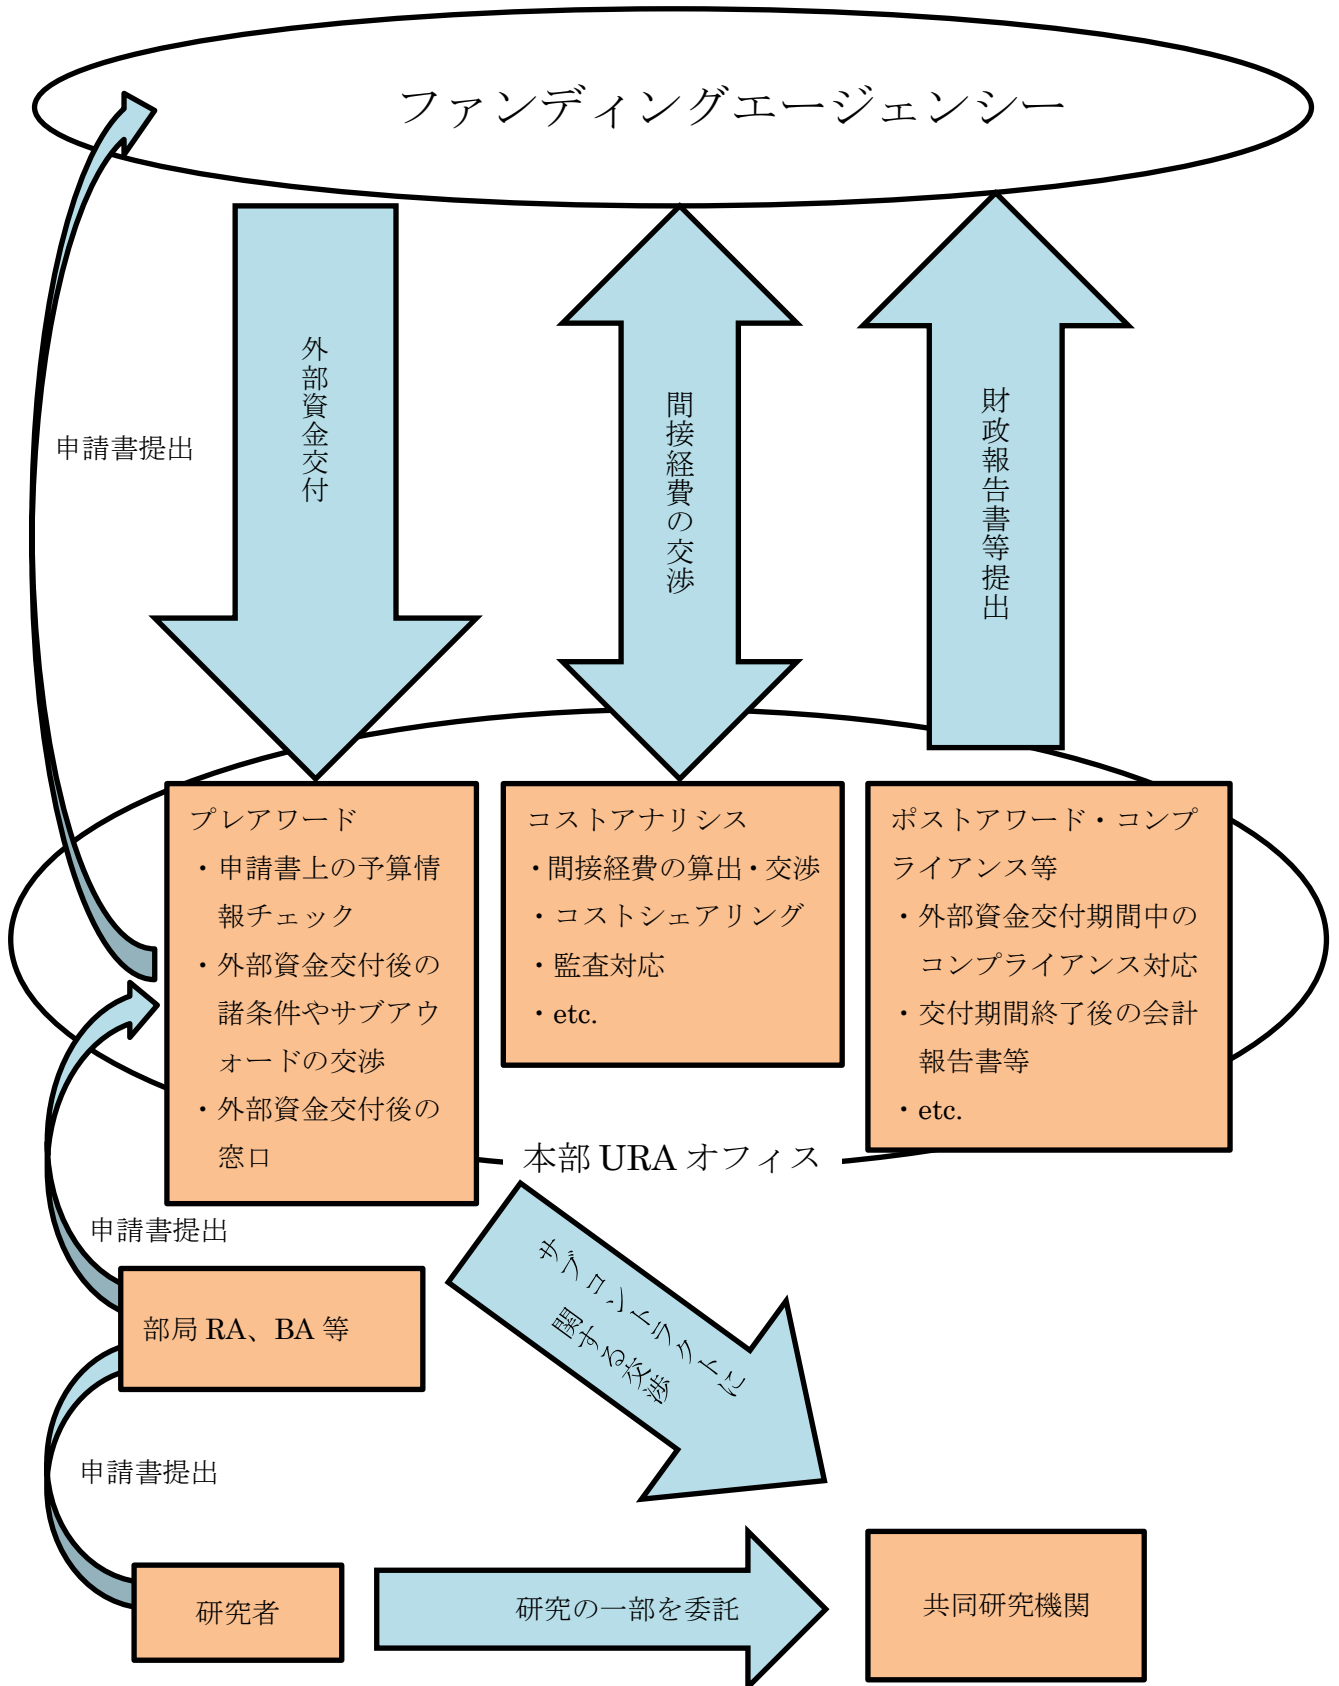 ファンディングエージェンシー
外部資金交付
間接経費の交渉
財政報告書等提出
申請書提出
プレアワード
・申請書上の予算情
報チェック
・外部資金交付後の
諸条件やサブアウ
ォードの交渉
・外部資金交付後の
窓口
コストアナリシス
・間接経費の算出・交渉
・コストシェアリング
・監査対応
・etc.
ポストアワード・コンプ
ライアンス等
・外部資金交付期間中の
コンプライアンス対応
・交付期間終了後の会計
報告書等
・etc.
本部 URA オフィス
申請書提出
サブコントラクトに
関する交渉
部局 RA、BA 等
申請書提出
研究者
研究の一部を委託
共同研究機関